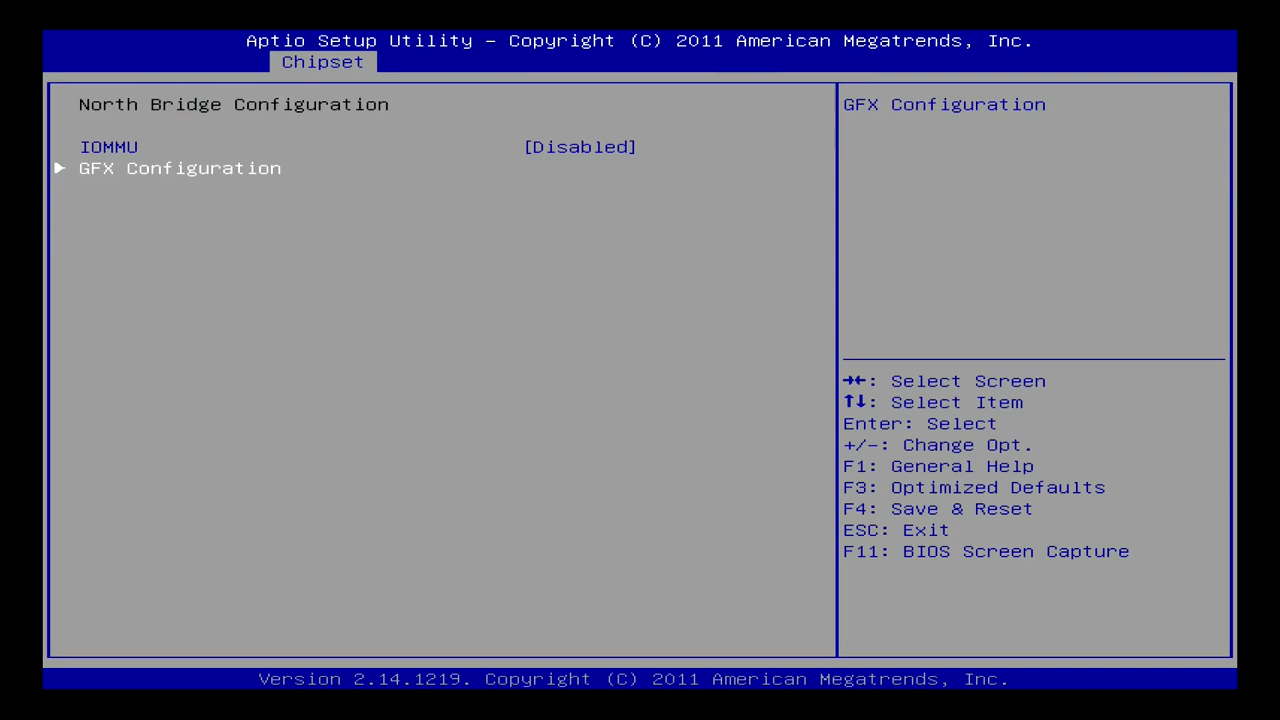 Aptio Setup Utility – Copyright (C) 2011 American Megatrends, Inc.
Chipset
North Bridge Configuration
IOMMU [Disabled]
► GFX Configuration
GFX Configuration
→←: Select Screen
↑↓: Select Item
Enter: Select
+/-: Change Opt.
F1: General Help
F3: Optimized Defaults
F4: Save & Reset
ESC: Exit
F11: BIOS Screen Capture
Version 2.14.1219. Copyright (C) 2011 American Megatrends, Inc.